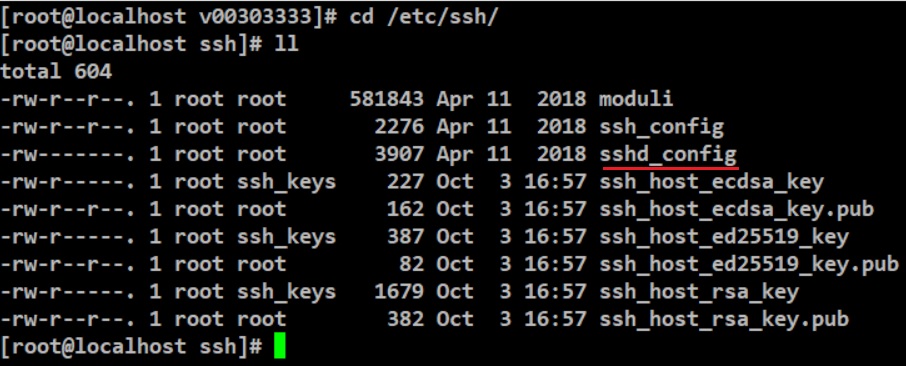 [root@localhost v00303333]# cd /etc/ssh/
[root@localhost ssh]# ll
total 604
-rw-r--r--. 1 root root     581843 Apr 11  2018 moduli
-rw-r--r--. 1 root root       2276 Apr 11  2018 ssh_config
-rw-------. 1 root root       3907 Apr 11  2018 sshd_config
-rw-r-----. 1 root ssh_keys    227 Oct  3 16:57 ssh_host_ecdsa_key
-rw-r--r--. 1 root root        162 Oct  3 16:57 ssh_host_ecdsa_key.pub
-rw-r-----. 1 root ssh_keys    387 Oct  3 16:57 ssh_host_ed25519_key
-rw-r--r--. 1 root root         82 Oct  3 16:57 ssh_host_ed25519_key.pub
-rw-r-----. 1 root ssh_keys   1679 Oct  3 16:57 ssh_host_rsa_key
-rw-r--r--. 1 root root        382 Oct  3 16:57 ssh_host_rsa_key.pub
[root@localhost ssh]#